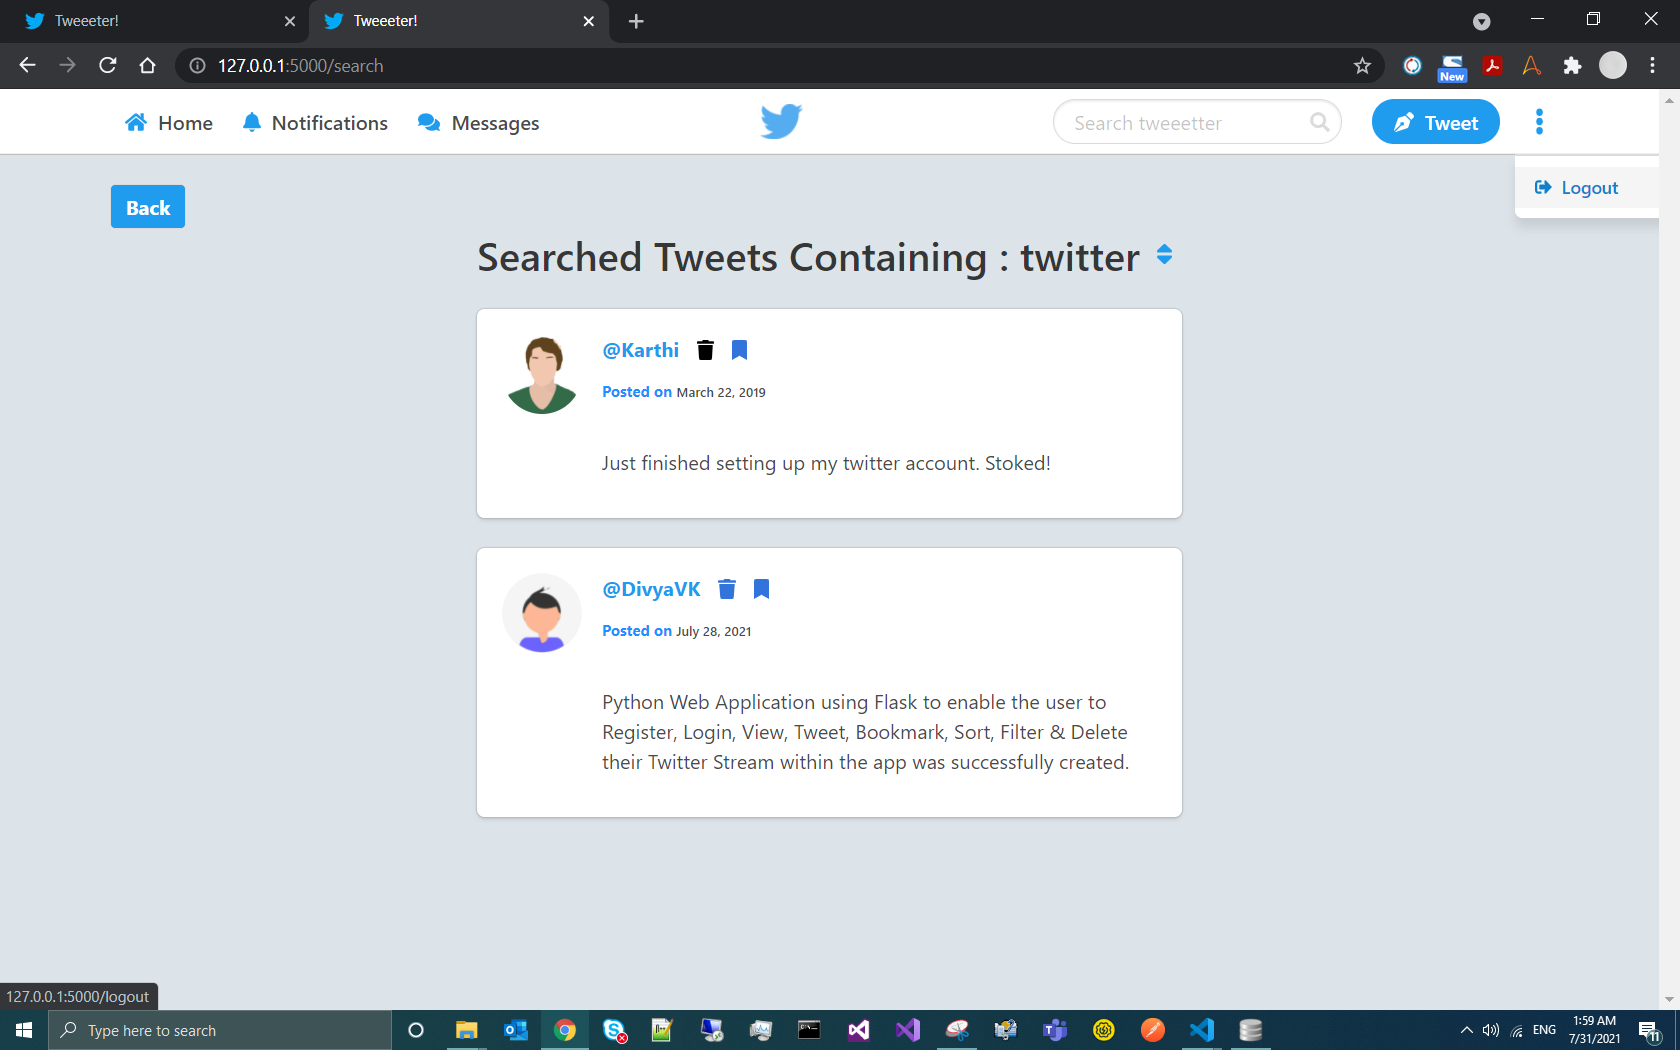 Tweeeter!
Tweeeter!
127.0.0.1:5000/search
New
Home
Notifications
Messages
Search tweeetter
Tweet
Logout
Back
Searched Tweets Containing : twitter
@Karthi
Posted on March 22, 2019
Just finished setting up my twitter account. Stoked!
@DivyaVK
Posted on July 28, 2021
Python Web Application using Flask to enable the user to
Register, Login, View, Tweet, Bookmark, Sort, Filter & Delete
their Twitter Stream within the app was successfully created.
127.0.0.1:5000/logout
Type here to search
ENG
1:59 AM
7/31/2021
11